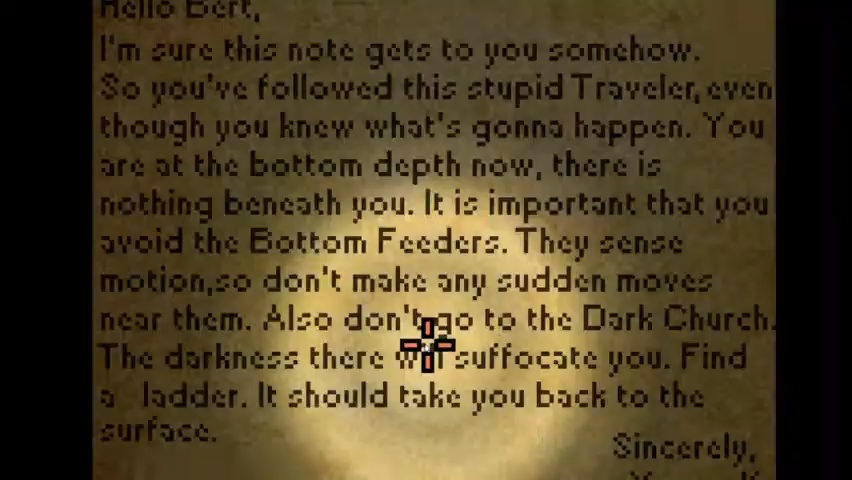 Hello Bert,
I'm sure this note gets to you somehow.
So you've followed this stupid Traveler, even
though you knew what's gonna happen. You
are at the bottom depth now, there is
nothing beneath you. It is important that you
avoid the Bottom Feeders. They sense
motion,so don't make any sudden moves
near them. Also don't go to the Dark Church.
The darkness there will suffocate you. Find
a ladder. It should take you back to the
surface.
Sincerely,